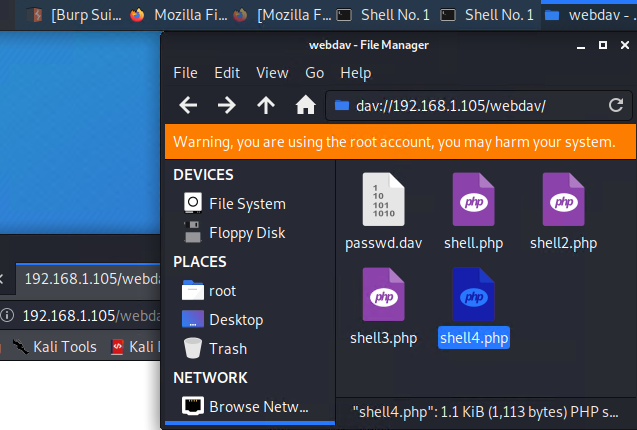 [Burp Sui... Mozilla Fi... [Mozilla F... Shell No. 1 Shell No. 1 webdav - ...
webdav - File Manager
File Edit View Go Help
dav://192.168.1.105/webdav/
Warning, you are using the root account, you may harm your system.
DEVICES
File System
Floppy Disk
PLACES
root
Desktop
Trash
NETWORK
Browse Netw...
1
10
101
1010
passwd.dav
php
shell.php
php
shell2.php
php
shell3.php
php
shell4.php
"shell4.php": 1.1 KiB (1,113 bytes) PHP s...
192.168.1.105/webda
192.168.1.105/webda
Kali Tools